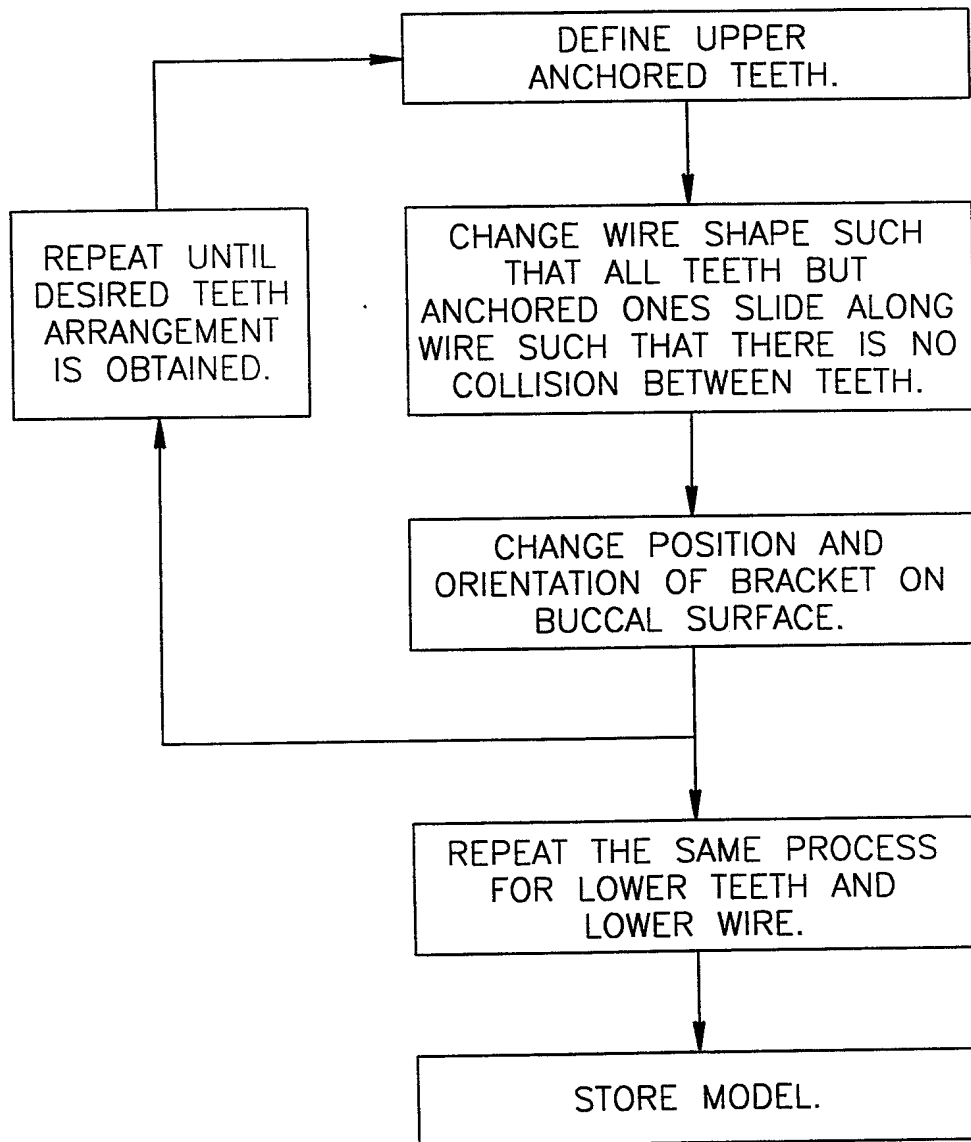 DEFINE UPPER
ANCHORED TEETH.
CHANGE WIRE SHAPE SUCH
THAT ALL TEETH BUT
ANCHORED ONES SLIDE ALONG
WIRE SUCH THAT THERE IS NO
COLLISION BETWEEN TEETH.
REPEAT UNTIL
DESIRED TEETH
ARRANGEMENT
IS OBTAINED.
CHANGE POSITION AND
ORIENTATION OF BRACKET ON
BUCCAL SURFACE.
REPEAT THE SAME PROCESS
FOR LOWER TEETH AND
LOWER WIRE.
STORE MODEL.